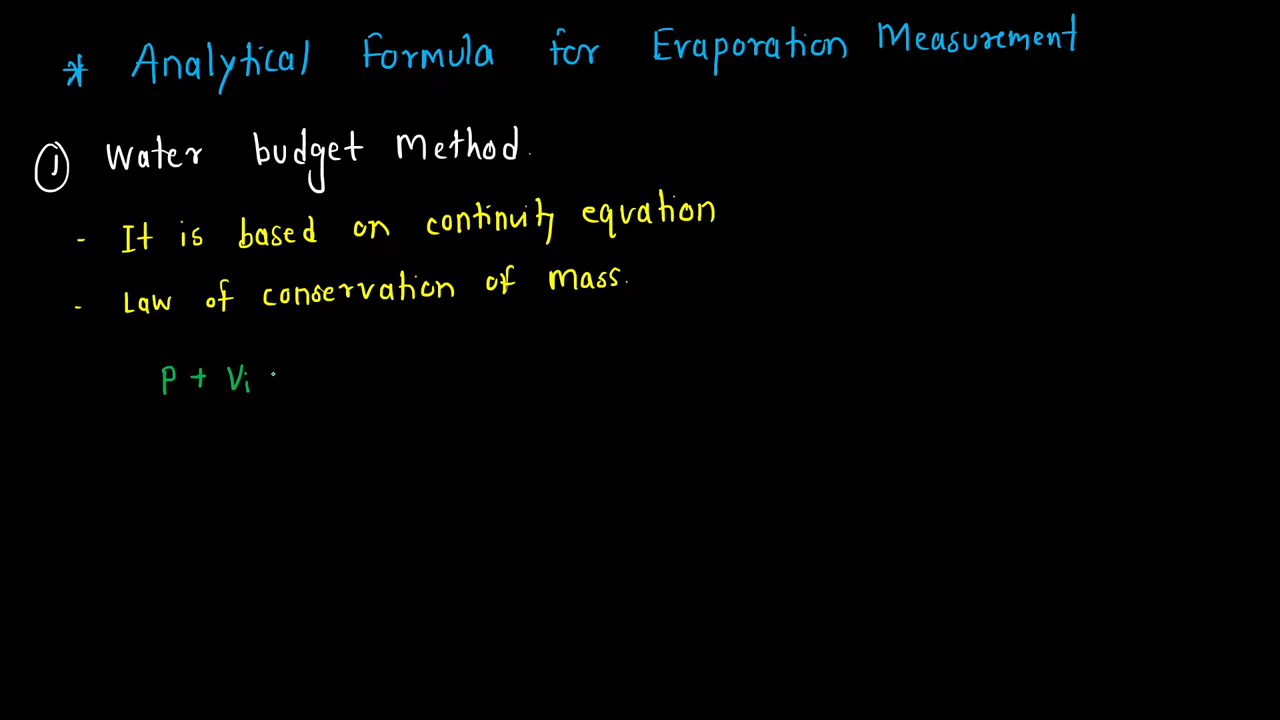 * Analytical Formula for Evaporation Measurement
① Water budget Method.
- It is based on continuity equation
- Law of conservation of mass.
P + Vi